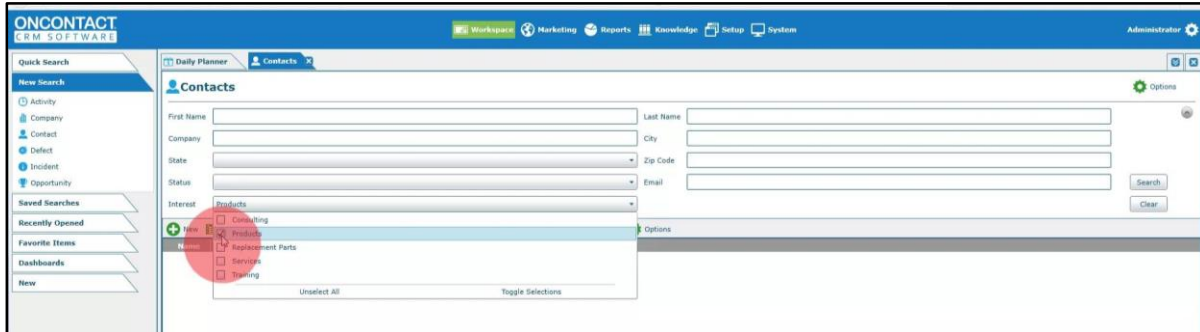 ONCONTACT
CRM SOFTWARE
Workspace Marketing Reports Knowledge Setup System
Administrator
Quick Search
New Search
Activity
Company
Contact
Defect
Incident
Opportunity
Saved Searches
Recently Opened
Favorite Items
Dashboards
New
Daily Planner Contacts X
Contacts
Options
First Name Last Name
Company City
State Zip Code
Status Email Search
Interest Products Clear
New Options
Name
Consulting
Products
Replacement Parts
Services
Training
Unselect All Toggle Selections